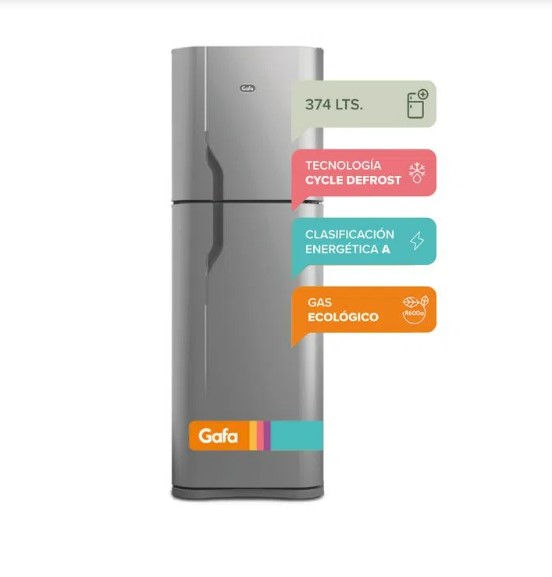 Gafa
374 LTS.
TECNOLOGÍA
CYCLE DEFROST
CLASIFICACIÓN
ENERGÉTICA A
GAS
ECOLÓGICO
R600a
Gafa